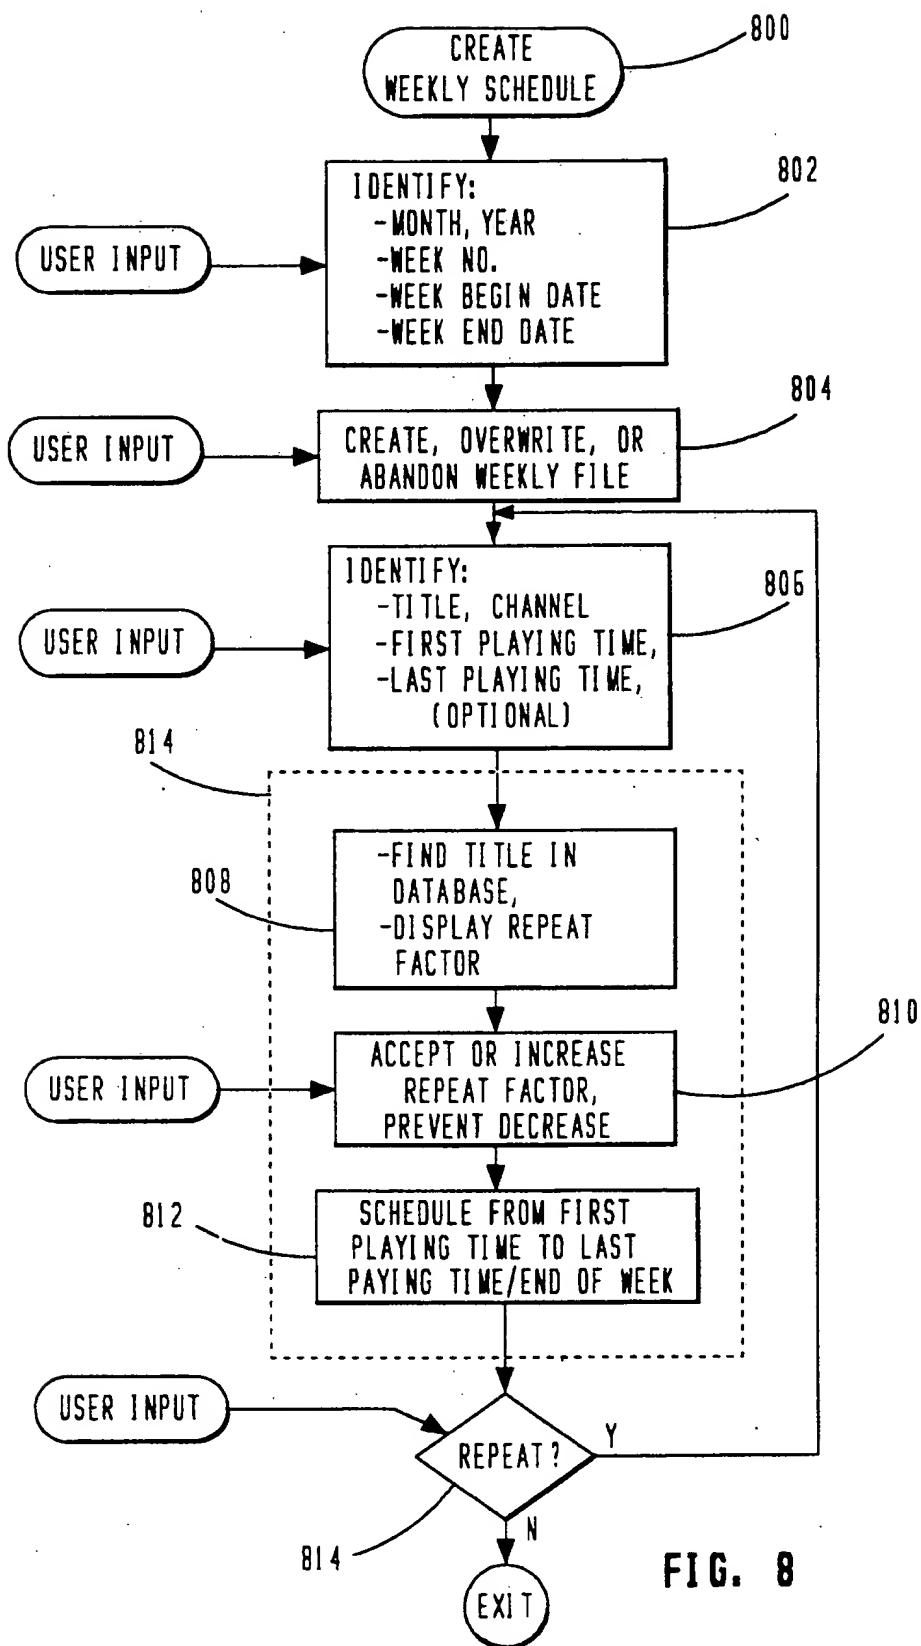 800
CREATE
WEEKLY SCHEDULE
802
IDENTIFY:
-MONTH, YEAR
-WEEK NO.
-WEEK BEGIN DATE
-WEEK END DATE
USER INPUT
804
CREATE, OVERWRITE, OR
ABANDON WEEKLY FILE
USER INPUT
806
IDENTIFY:
-TITLE, CHANNEL
-FIRST PLAYING TIME,
-LAST PLAYING TIME,
(OPTIONAL)
USER INPUT
814
808
-FIND TITLE IN
DATABASE,
-DISPLAY REPEAT
FACTOR
810
ACCEPT OR INCREASE
REPEAT FACTOR,
PREVENT DECREASE
USER INPUT
812
SCHEDULE FROM FIRST
PLAYING TIME TO LAST
PAYING TIME/END OF WEEK
USER INPUT
REPEAT?
Y
N
814
EXIT
FIG. 8